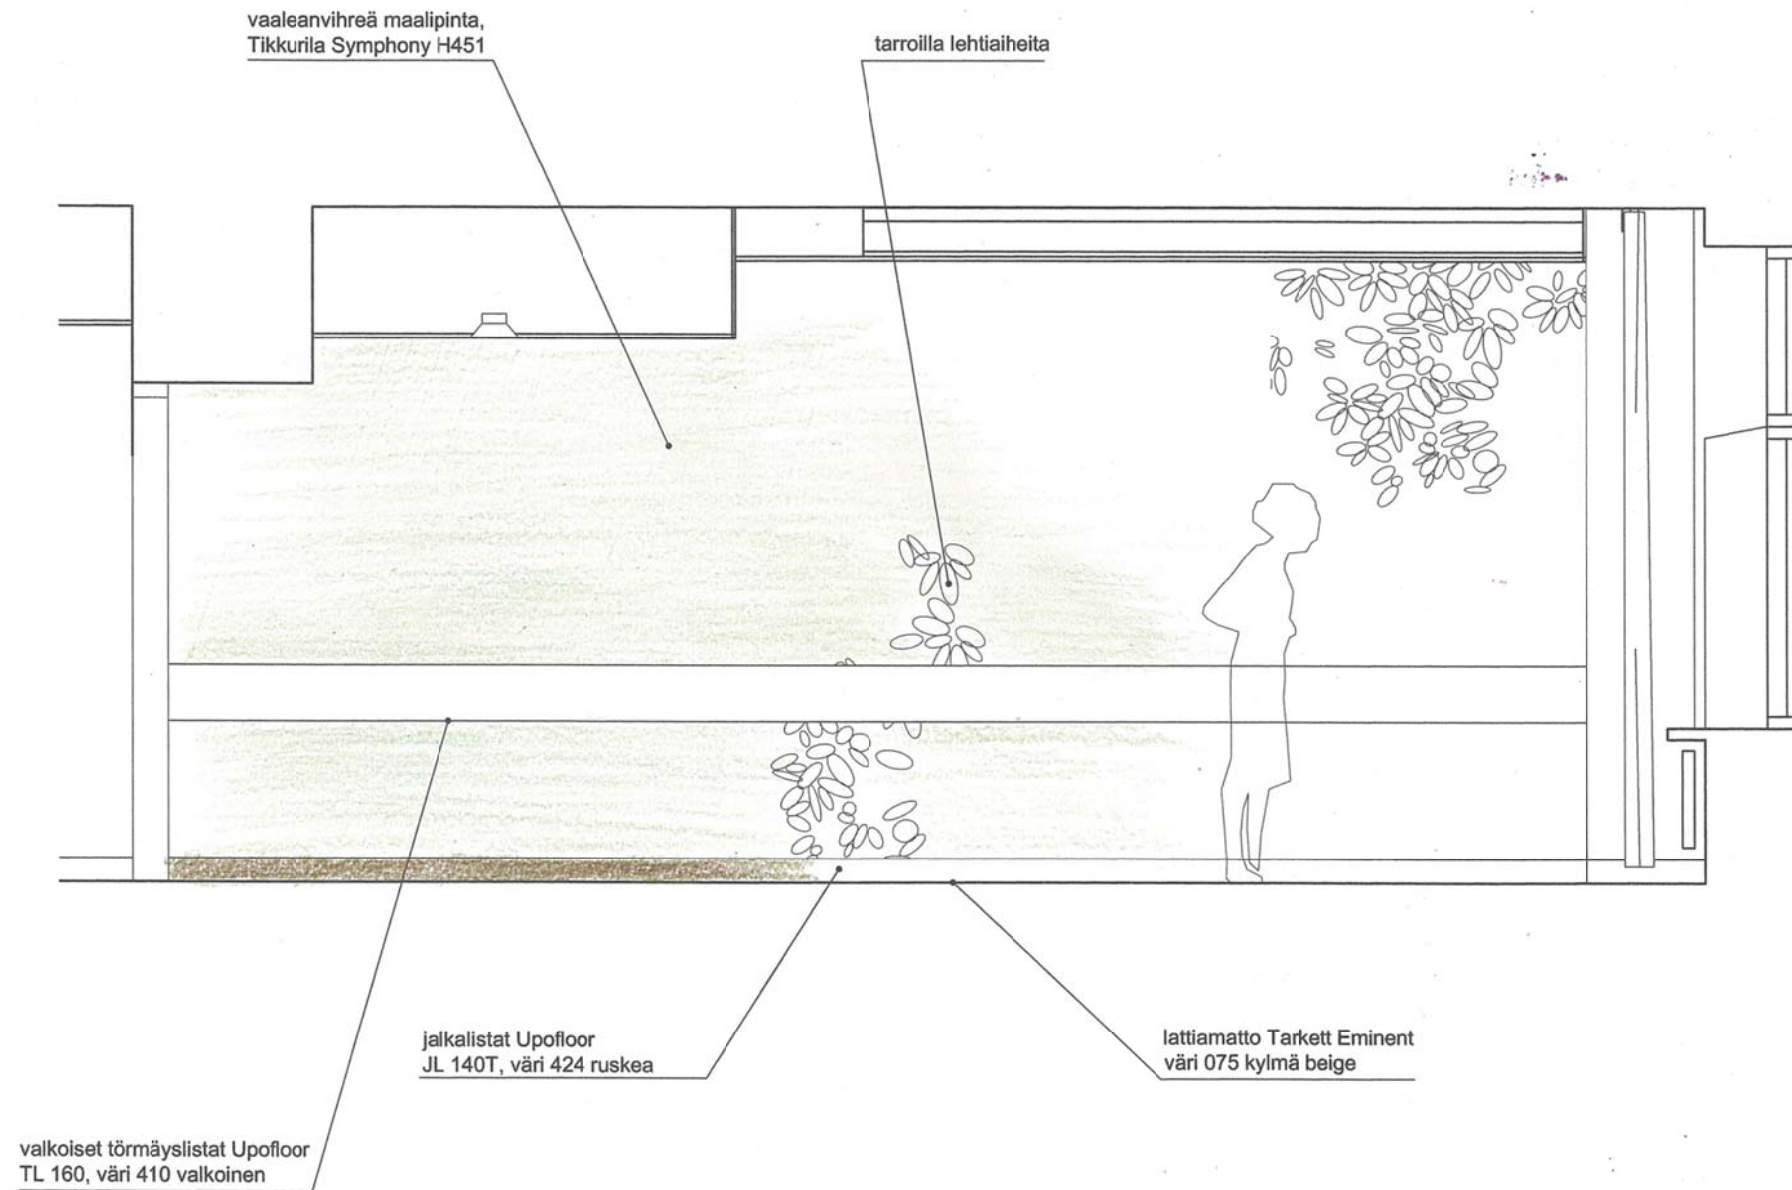 vaaleanvihreä maalipinta,
Tikkurila Symphony H451
tarroilla lehtiaiheita
jalkalistat Upofloor
JL 140T, väri 424 ruskea
lattiamatto Tarkett Eminent
väri 075 kylmä beige
valkoiset törmäyslistat Upofloor
TL 160, väri 410 valkoinen